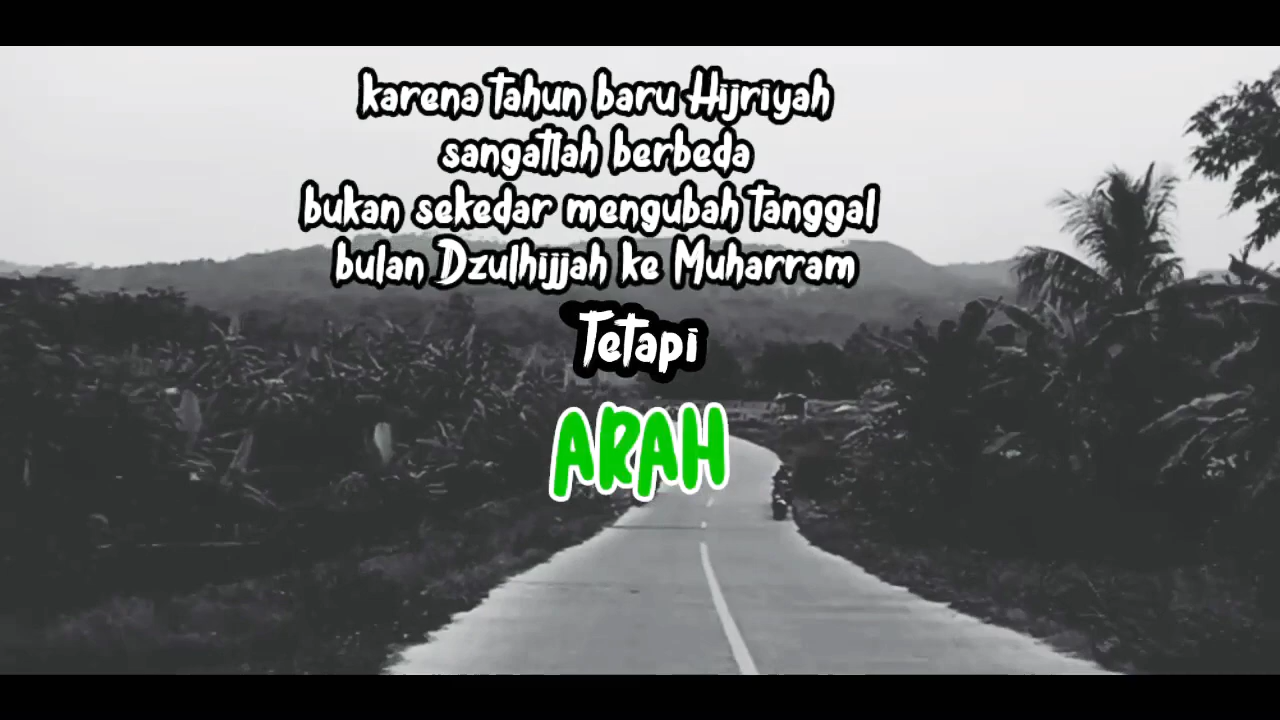 karena tahun baru Hijriyah
sangatlah berbeda
bukan sekedar mengubah tanggal
bulan Dzulhijjah ke Muharram
Tetapi
ARAH